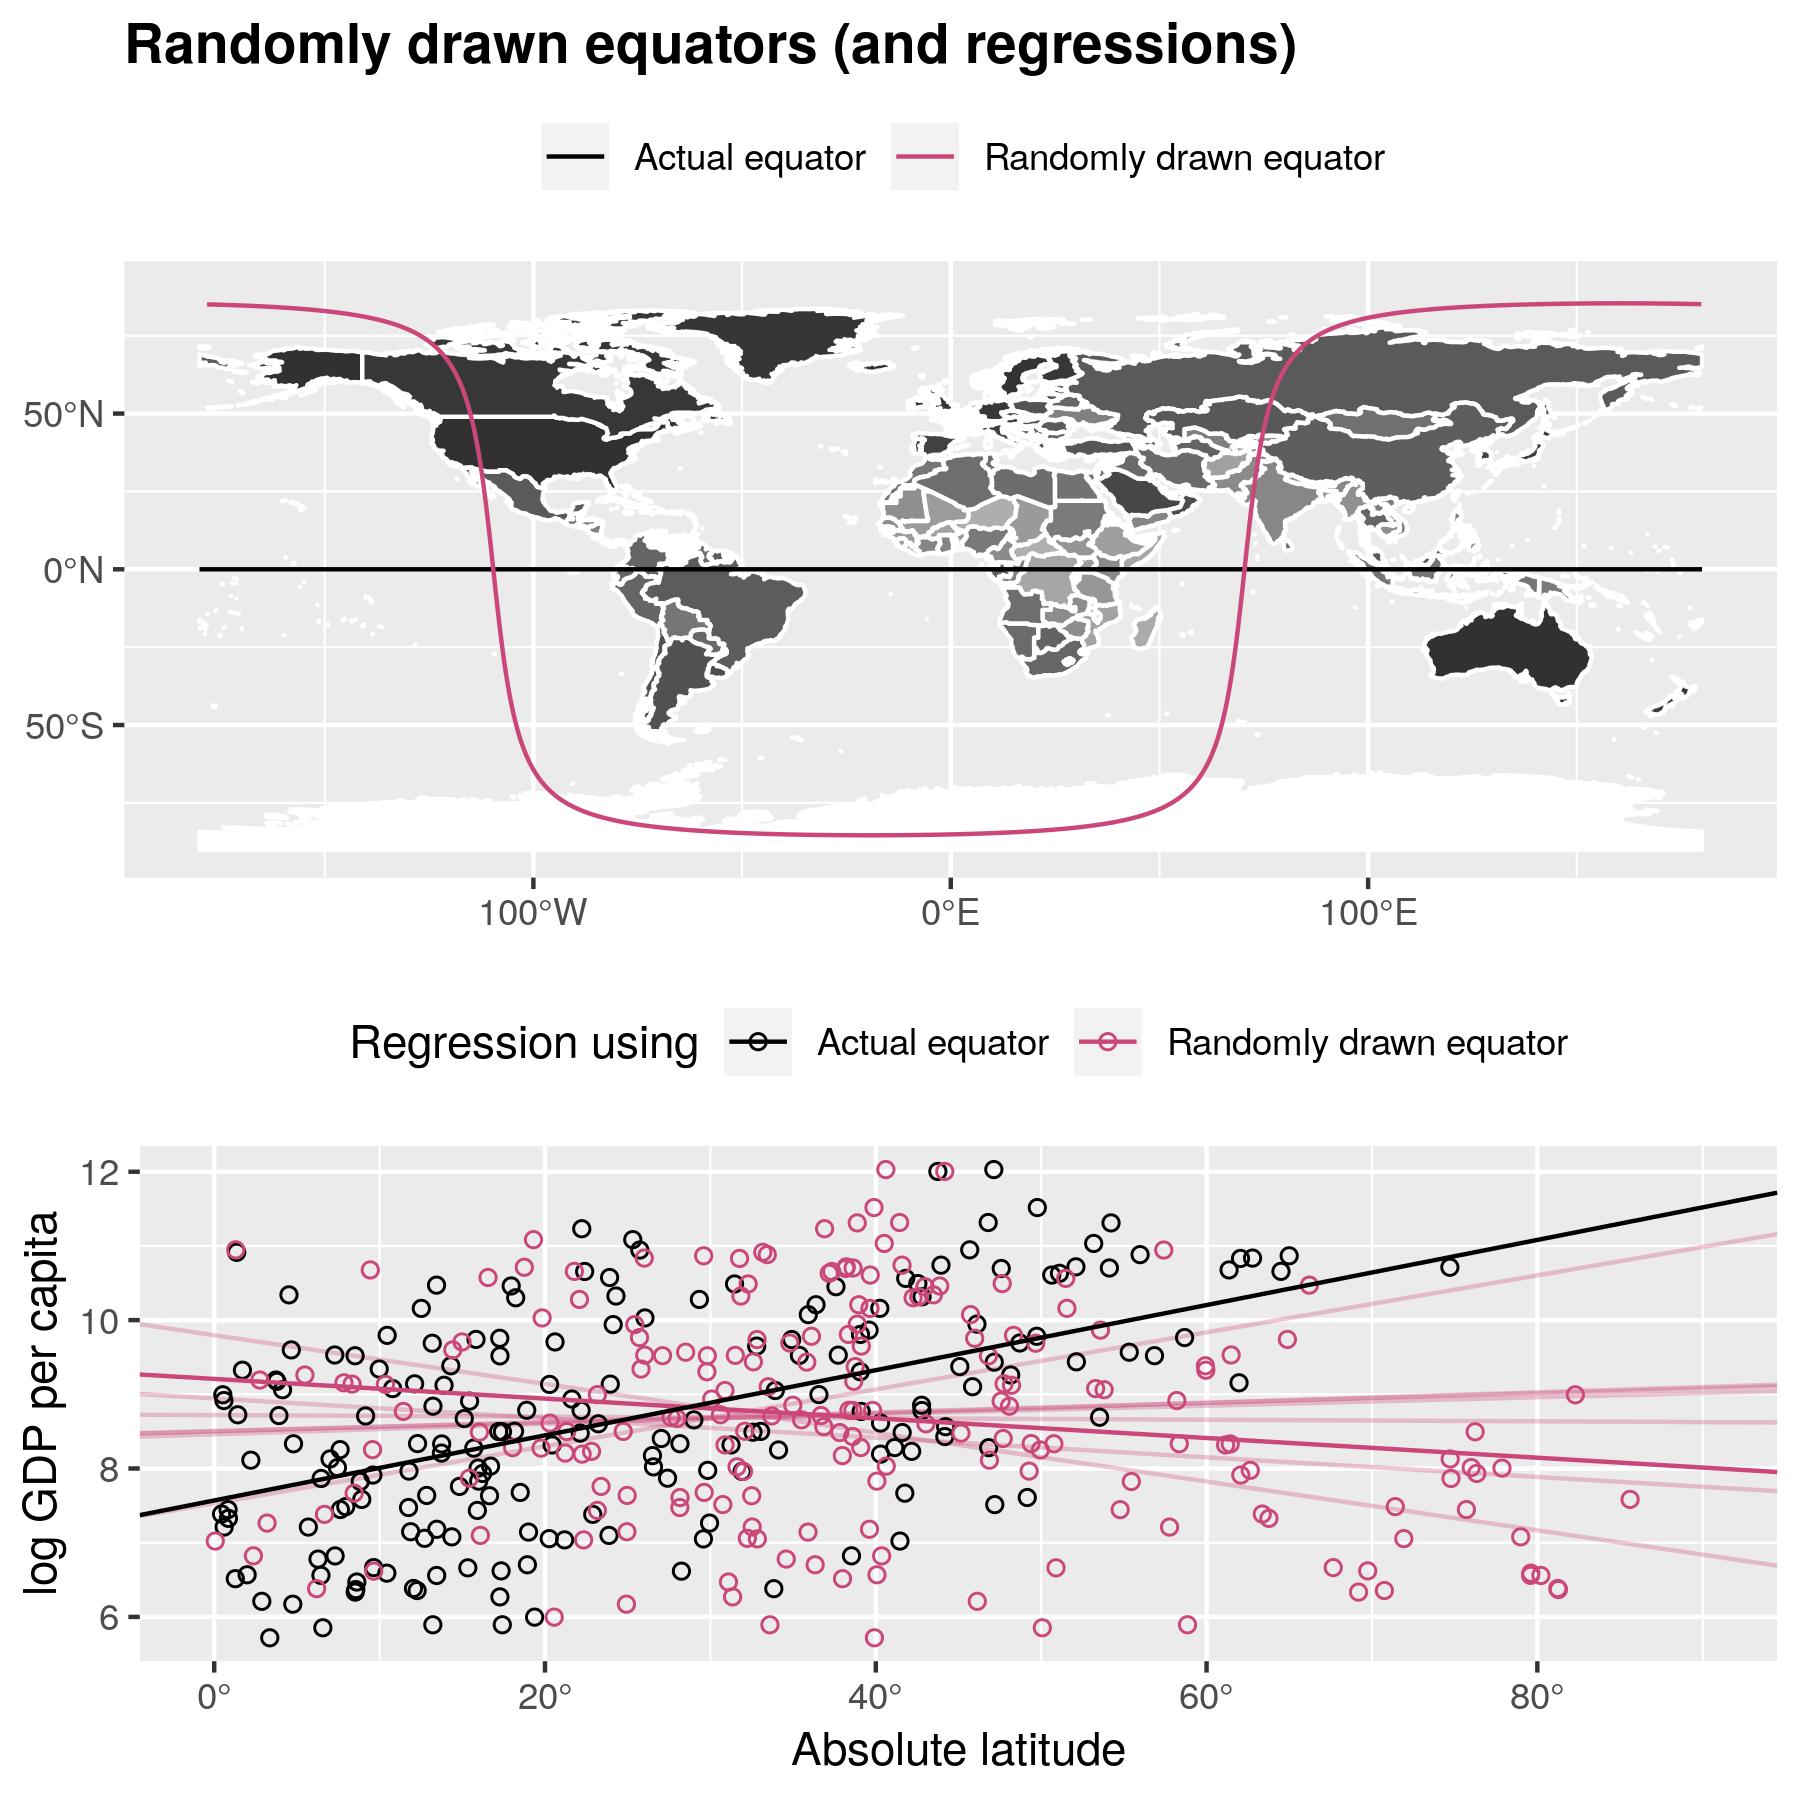 Randomly drawn equators (and regressions)
Actual equator Randomly drawn equator
50°N
0°N
50°S
100°W 0°E 100°E
Regression using Actual equator Randomly drawn equator
log GDP per capita
12
10
8
6
0° 20° 40° 60° 80°
Absolute latitude